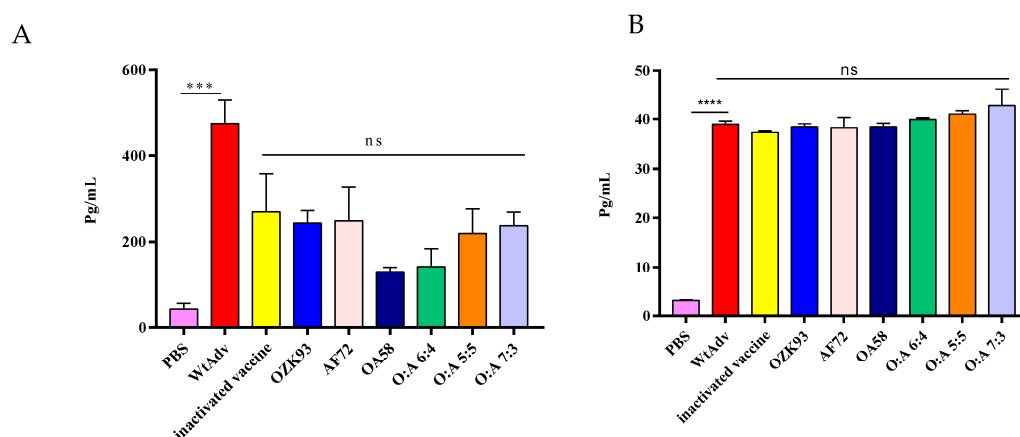 A
600
400
200
0
Pg/mL
***
ns
PBS
WtAdv
inactivated vaccine
OZK93
AF72
OA58
O:A 6:4
O:A 5:5
O:A 7:3
B
50
40
30
20
10
0
Pg/mL
****
ns
PBS
WtAdv
inactivated vaccine
OZK93
AF72
OA58
O:A 6:4
O:A 5:5
O:A 7:3